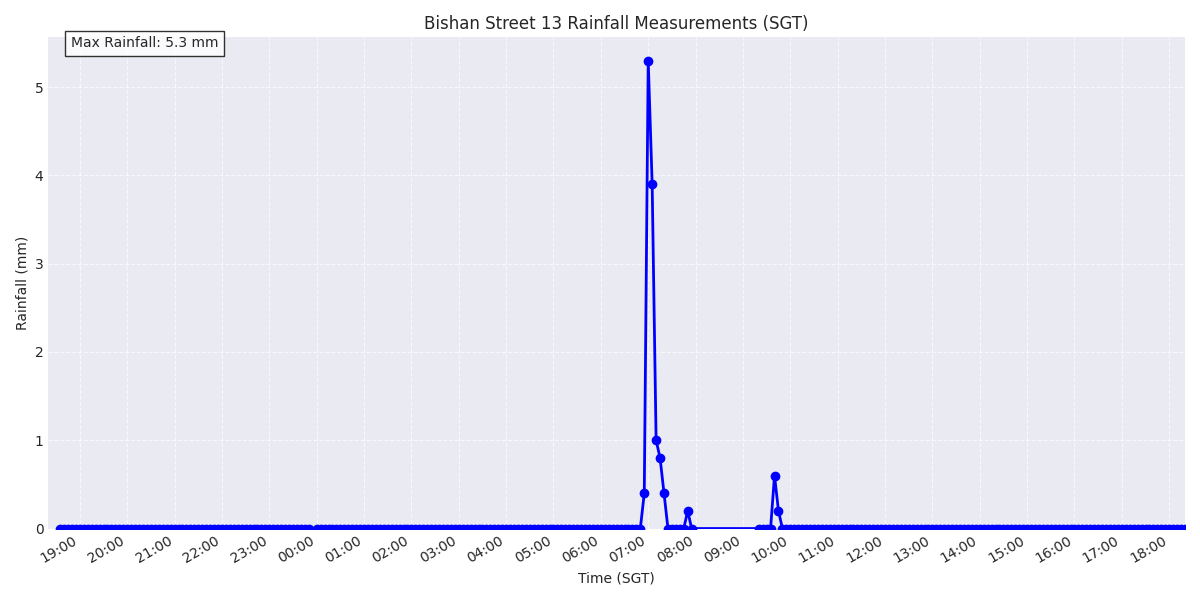 Bishan Street 13 Rainfall Measurements (SGT)
Max Rainfall: 5.3 mm
Rainfall (mm)
5
4
3
2
1
0
19:00 20:00 21:00 22:00 23:00 00:00 01:00 02:00 03:00 04:00 05:00 06:00 07:00 08:00 09:00 10:00 11:00 12:00 13:00 14:00 15:00 16:00 17:00 18:00
Time (SGT)